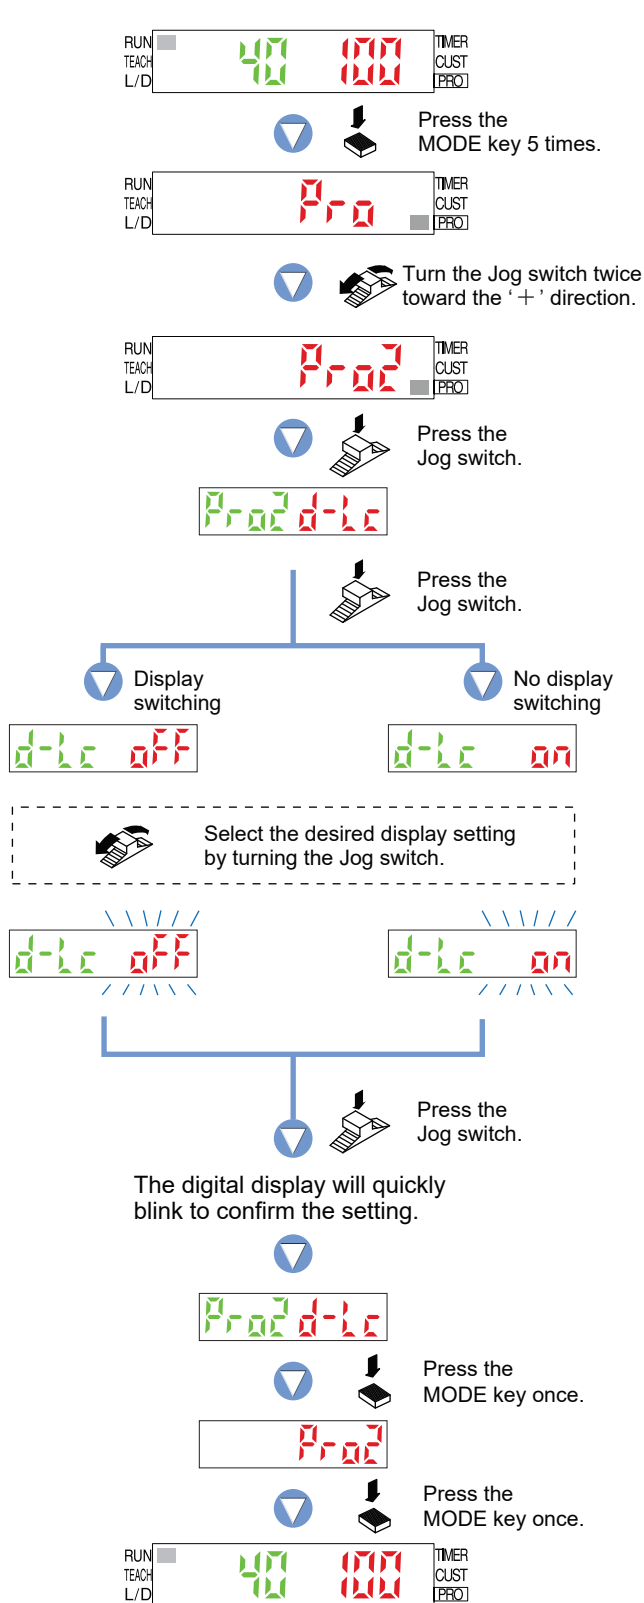 RUN 40 100 TIMER
TEACH CUST
L/D PRO
Press the
MODE key 5 times.
RUN Pro TIMER
TEACH CUST
L/D PRO
Turn the Jog switch twice
toward the ‘＋’ direction.
RUN Pro2 TIMER
TEACH CUST
L/D PRO
Press the
Jog switch.
Pro2 d-Lc
Press the
Jog switch.
Display
switching
No display
switching
d-Lc oFF
d-Lc on
Select the desired display setting
by turning the Jog switch.
d-Lc oFF
d-Lc on
Press the
Jog switch.
The digital display will quickly
blink to confirm the setting.
Pro2 d-Lc
Press the
MODE key once.
Pro2
Press the
MODE key once.
RUN 40 100 TIMER
TEACH CUST
L/D PRO